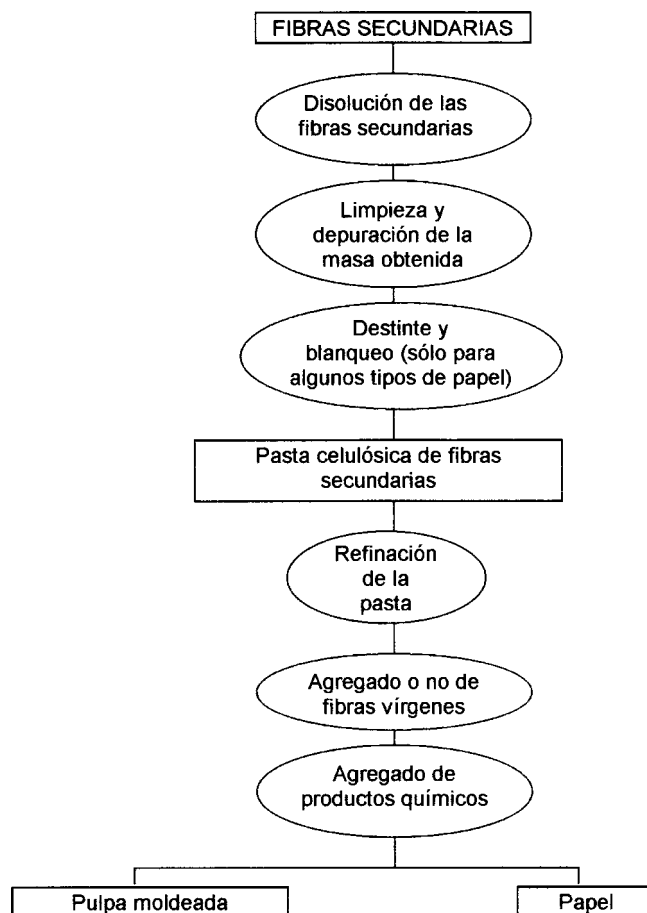 FIBRAS SECUNDARIAS
Disolución de las
fibras secundarias
Limpieza y
depuración de la
masa obtenida
Destinte y
blanqueo (sólo para
algunos tipos de papel)
Pasta celulósica de fibras
secundarias
Refinación
de la
pasta
Agregado o no de
fibras vírgenes
Agregado de
productos químicos
Pulpa moldeada
Papel